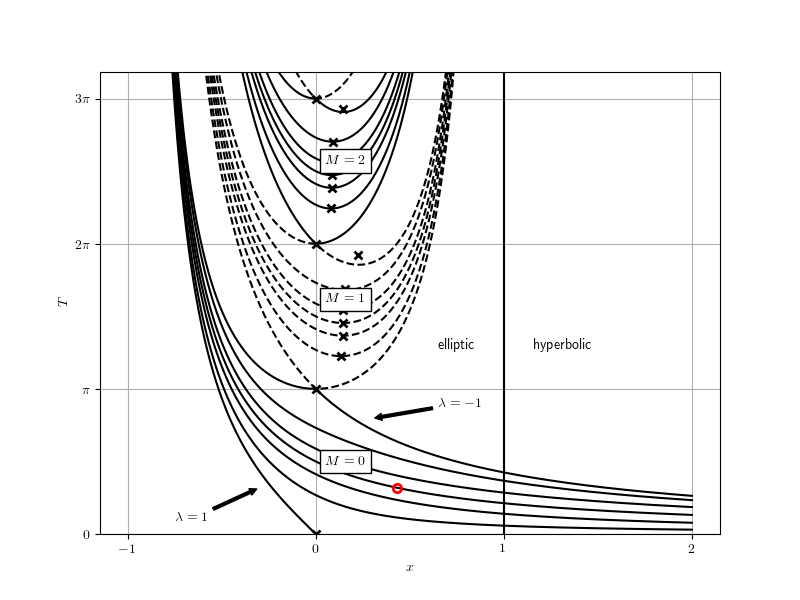 3π
M = 2
2π
M = 1
T
elliptic
hyperbolic
π
λ = −1
M = 0
λ = 1
0
−1
0
1
2
x